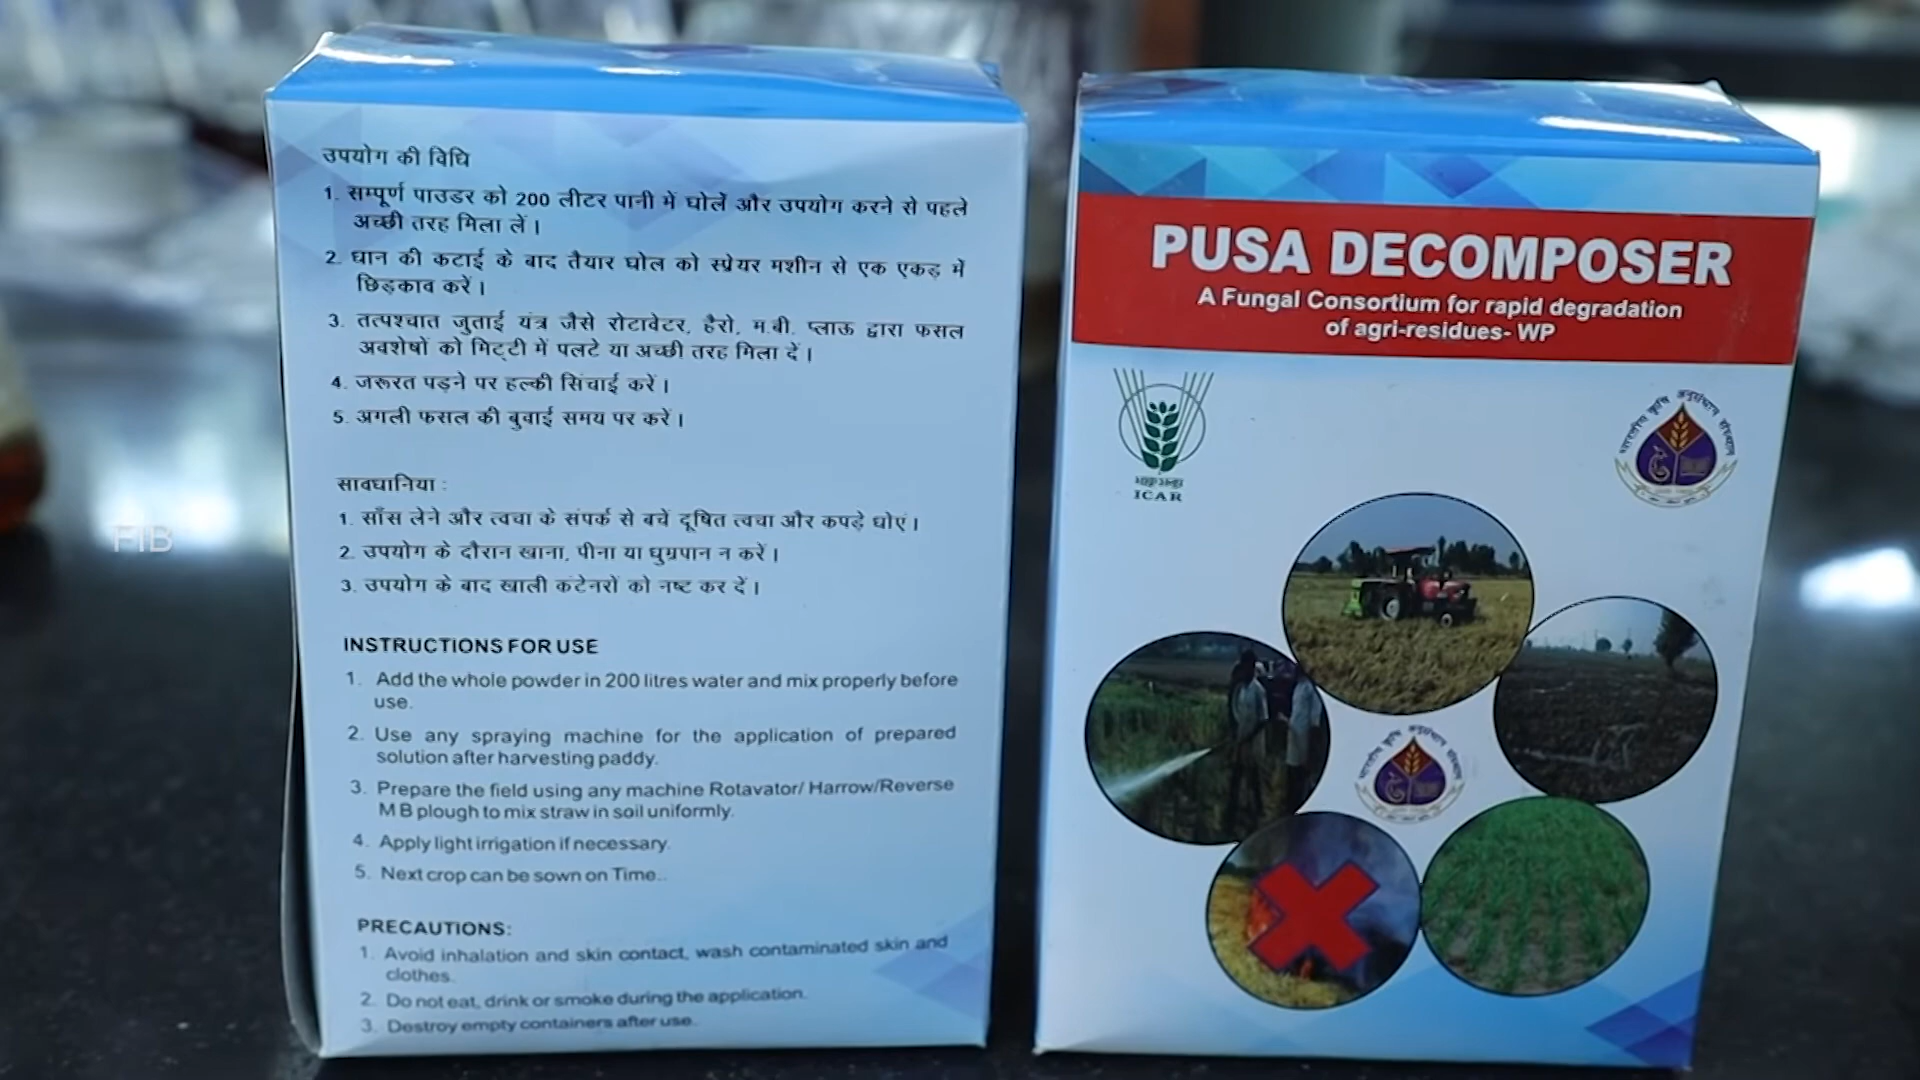 उपयोग की विधि
1. सम्पूर्ण पाउडर को 200 लीटर पानी में घोलें और उपयोग करने से पहले
अच्छी तरह मिला लें।
2. धान की कटाई के बाद तैयार घोल को स्प्रेयर मशीन से एक एकड़ में
छिड़काव करें।
3. तत्पश्चात जुताई यंत्र जैसे रोटावेटर, हैरो, म.बी. प्लाऊ द्वारा फसल
अवशेषों को मिट्टी में पलटे या अच्छी तरह मिला दें।
4. जरूरत पड़ने पर हल्की सिंचाई करें।
5. अगली फसल की बुवाई समय पर करें।
सावधानिया :
1. साँस लेने और त्वचा के संपर्क से बचें दूषित त्वचा और कपड़े धोएं।
2. उपयोग के दौरान खाना, पीना या धुम्रपान न करें।
3. उपयोग के बाद खाली कंटेनरों को नष्ट कर दें।
INSTRUCTIONS FOR USE
1. Add the whole powder in 200 litres water and mix properly before
use.
2. Use any spraying machine for the application of prepared
solution after harvesting paddy.
3. Prepare the field using any machine Rotavator/ Harrow/Reverse
M B plough to mix straw in soil uniformly.
4. Apply light irrigation if necessary.
5. Next crop can be sown on Time..
PRECAUTIONS:
1. Avoid inhalation and skin contact, wash contaminated skin and
clothes.
2. Do not eat, drink or smoke during the application.
3. Destroy empty containers after use.
PUSA DECOMPOSER
A Fungal Consortium for rapid degradation
of agri-residues- WP
ICAR
भारतीय कृषि अनुसंधान संस्थान
भारतीय कृषि अनुसंधान संस्थान
FIB